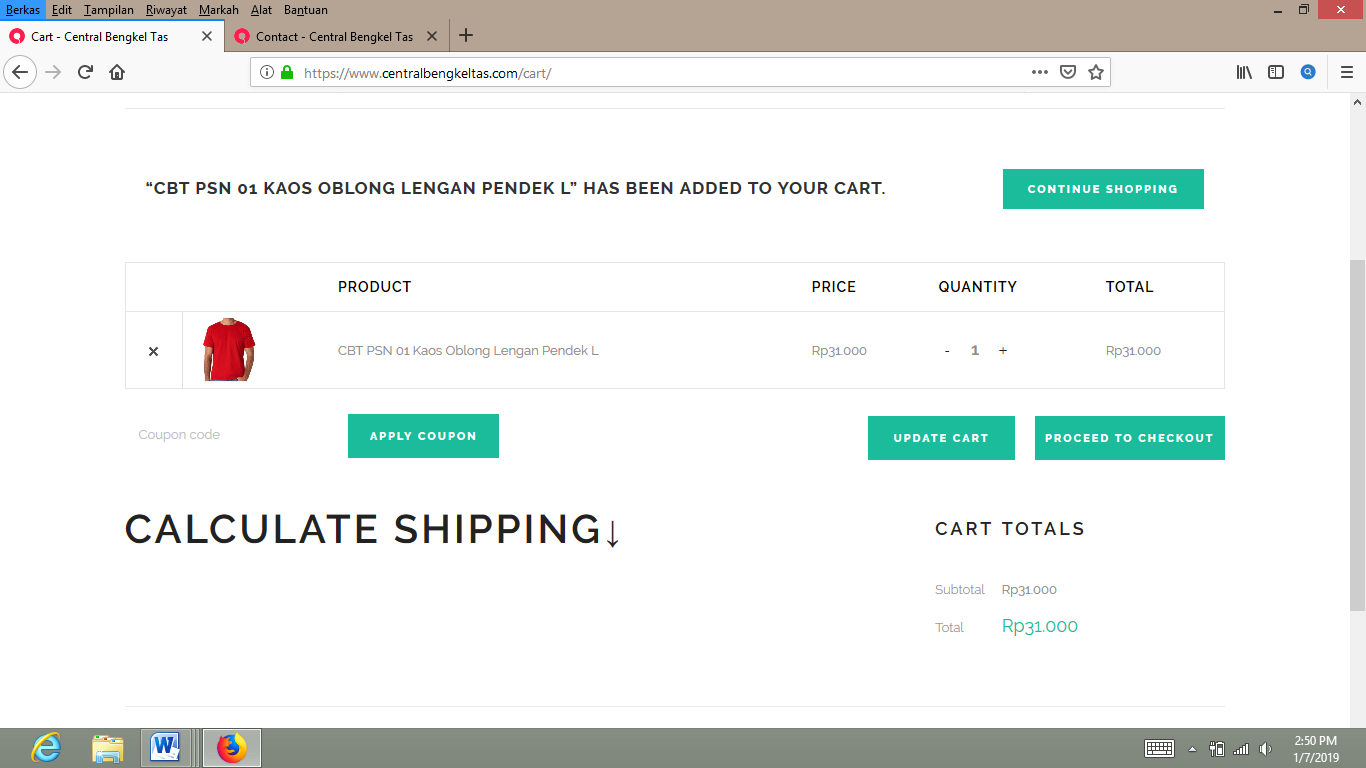 Berkas Edit Tampilan Riwayat Markah Alat Bantuan
Cart - Central Bengkel Tas
Contact - Central Bengkel Tas
https://www.centralbengkeltas.com/cart/
“CBT PSN 01 KAOS OBLONG LENGAN PENDEK L” HAS BEEN ADDED TO YOUR CART.
CONTINUE SHOPPING
PRODUCT PRICE QUANTITY TOTAL
× CBT PSN 01 Kaos Oblong Lengan Pendek L Rp31.000 - 1 + Rp31.000
Coupon code APPLY COUPON UPDATE CART PROCEED TO CHECKOUT
CALCULATE SHIPPING↓
CART TOTALS
Subtotal Rp31.000
Total Rp31.000
2:50 PM
1/7/2019